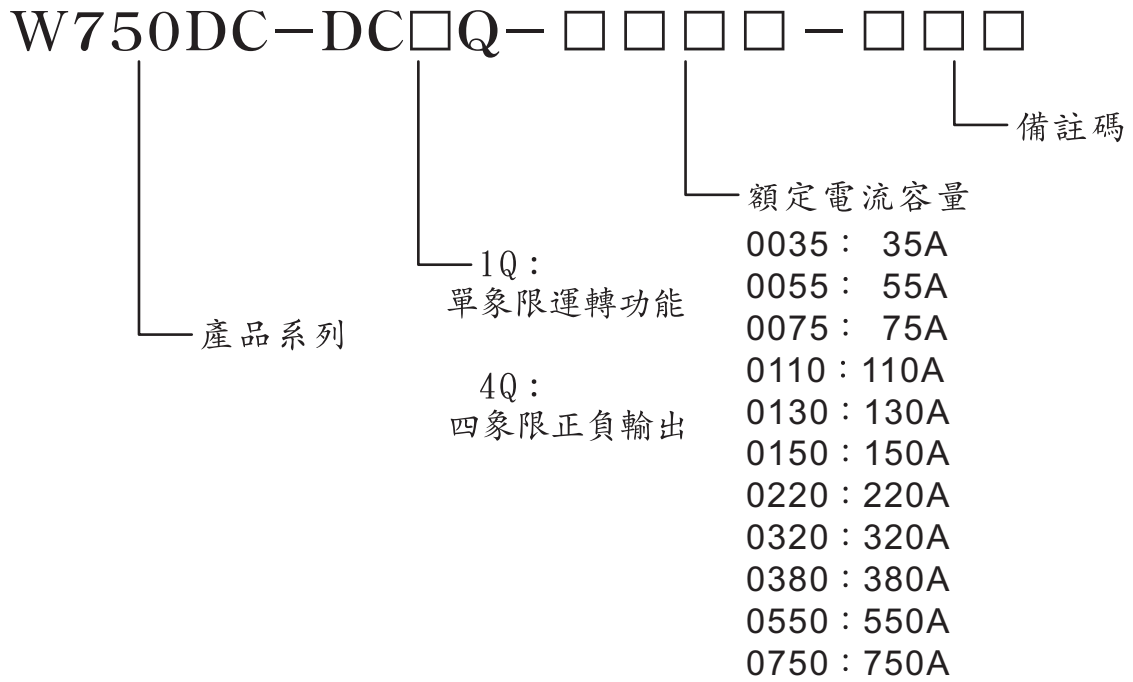 W750DC-DC□Q-□□□□-□□□
備註碼
額定電流容量
0035： 35A
0055： 55A
0075： 75A
0110：110A
0130：130A
0150：150A
0220：220A
0320：320A
0380：380A
0550：550A
0750：750A
1Q：
單象限運轉功能
4Q：
四象限正負輸出
產品系列